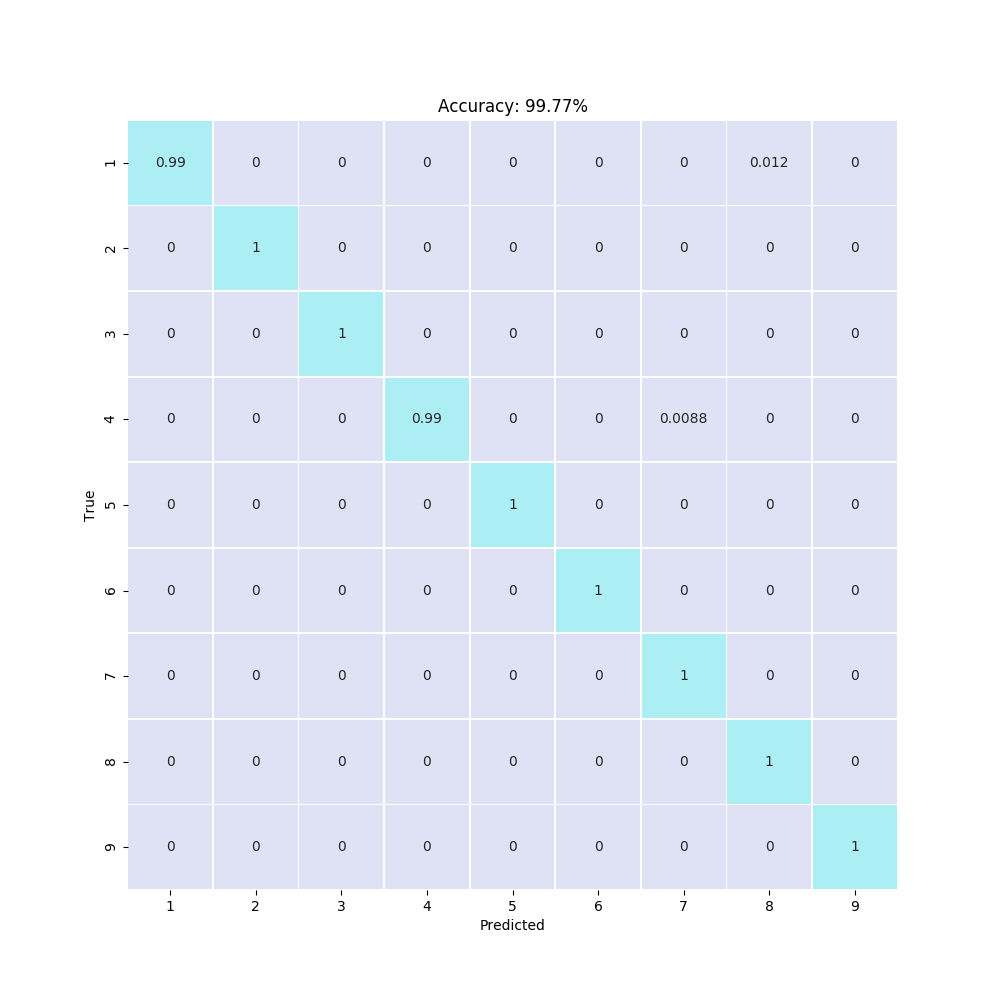 Accuracy: 99.77%
1 0.99 0 0 0 0 0 0 0.012 0
2 0 1 0 0 0 0 0 0 0
3 0 0 1 0 0 0 0 0 0
4 0 0 0 0.99 0 0 0.0088 0 0
True
5 0 0 0 0 1 0 0 0 0
6 0 0 0 0 0 1 0 0 0
7 0 0 0 0 0 0 1 0 0
8 0 0 0 0 0 0 0 1 0
9 0 0 0 0 0 0 0 0 1
1 2 3 4 5 6 7 8 9
Predicted